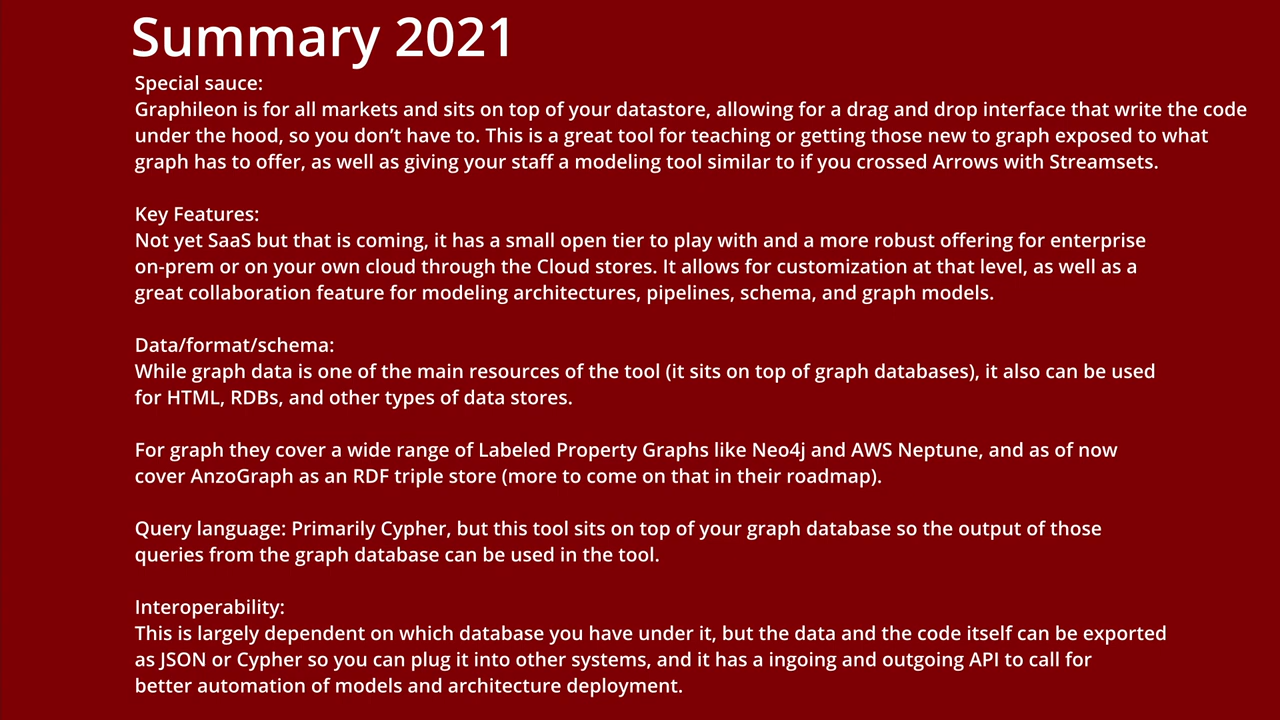 Summary 2021
Special sauce:
Graphileon is for all markets and sits on top of your datastore, allowing for a drag and drop interface that write the code
under the hood, so you don’t have to. This is a great tool for teaching or getting those new to graph exposed to what
graph has to offer, as well as giving your staff a modeling tool similar to if you crossed Arrows with Streamsets.
Key Features:
Not yet SaaS but that is coming, it has a small open tier to play with and a more robust offering for enterprise
on-prem or on your own cloud through the Cloud stores. It allows for customization at that level, as well as a
great collaboration feature for modeling architectures, pipelines, schema, and graph models.
Data/format/schema:
While graph data is one of the main resources of the tool (it sits on top of graph databases), it also can be used
for HTML, RDBs, and other types of data stores.
For graph they cover a wide range of Labeled Property Graphs like Neo4j and AWS Neptune, and as of now
cover AnzoGraph as an RDF triple store (more to come on that in their roadmap).
Query language: Primarily Cypher, but this tool sits on top of your graph database so the output of those
queries from the graph database can be used in the tool.
Interoperability:
This is largely dependent on which database you have under it, but the data and the code itself can be exported
as JSON or Cypher so you can plug it into other systems, and it has a ingoing and outgoing API to call for
better automation of models and architecture deployment.